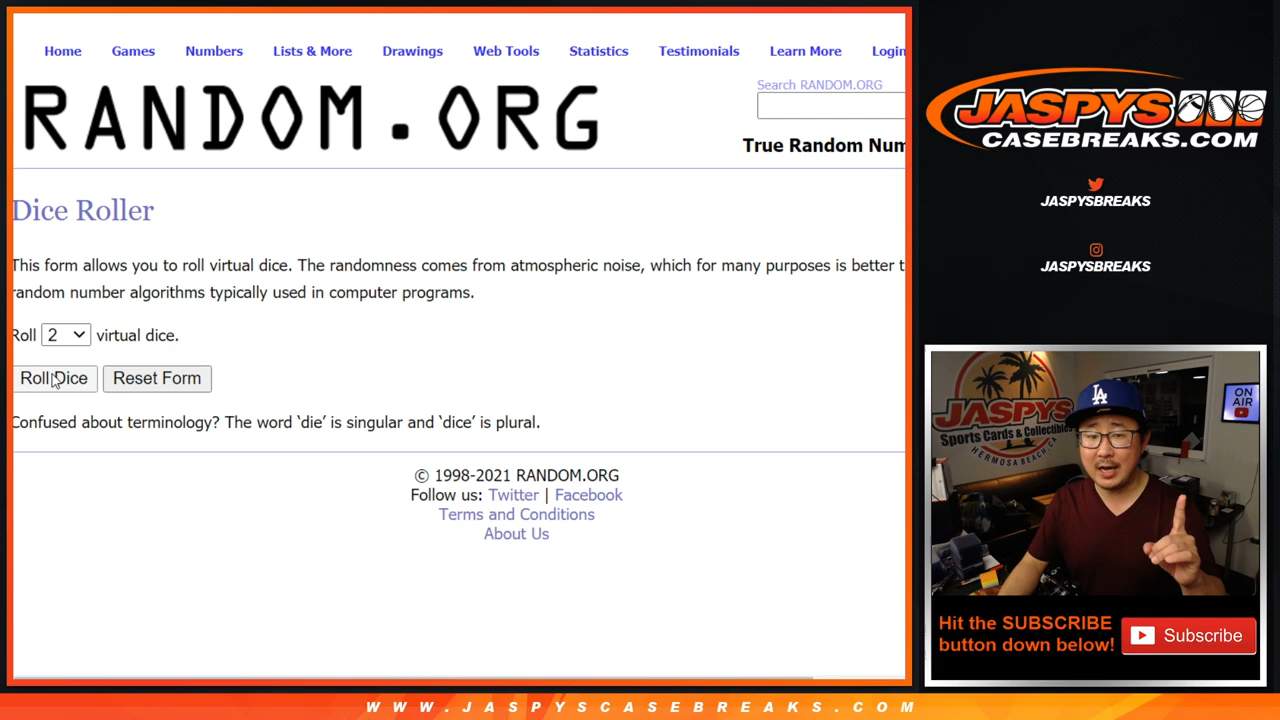 Home Games Numbers Lists & More Drawings Web Tools Statistics Testimonials Learn More Login
RANDOM.ORG
Search RANDOM.ORG
True Random Num
Dice Roller
This form allows you to roll virtual dice. The randomness comes from atmospheric noise, which for many purposes is better t
random number algorithms typically used in computer programs.
Roll 2 virtual dice.
Roll Dice Reset Form
Confused about terminology? The word ‘die’ is singular and ‘dice’ is plural.
© 1998-2021 RANDOM.ORG
Follow us: Twitter | Facebook
Terms and Conditions
About Us
JASPYS
CASEBREAKS.COM
JASPYSBREAKS
JASPYSBREAKS
JASPYS
Sports Cards & Collectibles
HERMOSA BEACH, CA
LA
ON
AIR
Hit the SUBSCRIBE
button down below!
Subscribe
WWW.JASPYSCASEBREAKS.COM